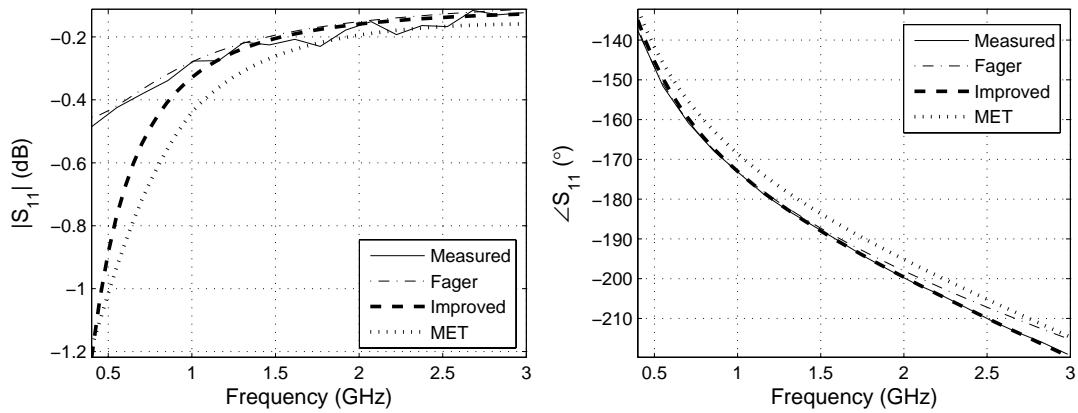 −0.2
−0.4
−0.6
−0.8
−1
−1.2
|S11| (dB)
0.5 1 1.5 2 2.5 3
Frequency (GHz)
Measured
Fager
Improved
MET
−140
−150
−160
−170
−180
−190
−200
−210
∠S11 (°)
0.5 1 1.5 2 2.5 3
Frequency (GHz)
Measured
Fager
Improved
MET